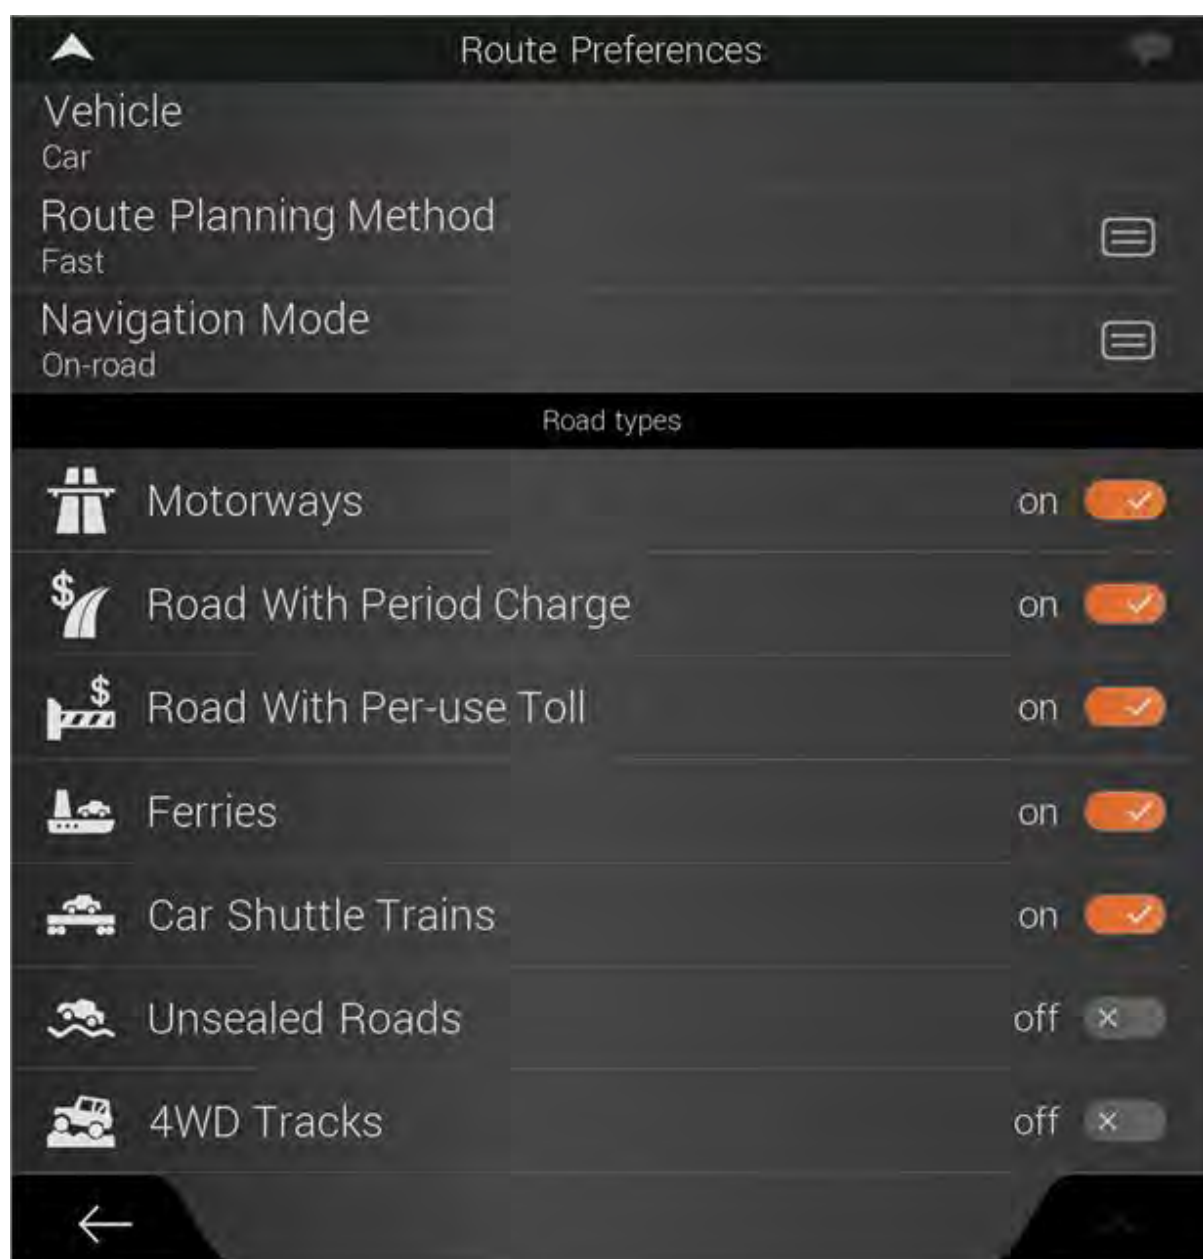 Route Preferences
Vehicle
Car
Route Planning Method
Fast
Navigation Mode
On-road
Road types
Motorways on
$ Road With Period Charge on
$ Road With Per-use Toll on
Ferries on
Car Shuttle Trains on
Unsealed Roads off
4WD Tracks off